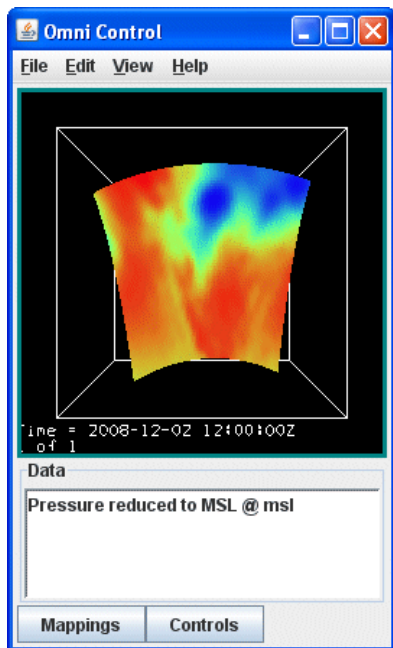 Omni Control
File Edit View Help
ime = 2008-12-02 12:00:00Z
of 1
Data
Pressure reduced to MSL @ msl
Mappings Controls